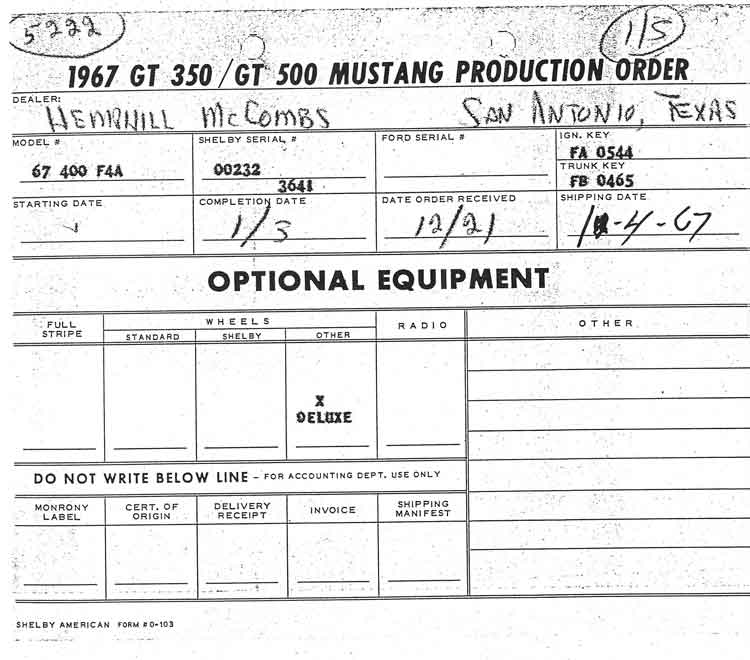 5222
1/5
1967 GT 350/GT 500 MUSTANG PRODUCTION ORDER
DEALER: HEMPHILL McCOMBS SAN ANTONIO, TEXAS
MODEL # SHELBY SERIAL # FORD SERIAL # IGN. KEY
67 400 F4A 00232 FA 0544
TRUNK KEY
3641 FB 0465
STARTING DATE COMPLETION DATE DATE ORDER RECEIVED SHIPPING DATE
1/3 12/21 1-4-67
OPTIONAL EQUIPMENT
FULL STRIPE WHEELS RADIO OTHER
STANDARD SHELBY OTHER
X
DELUXE
DO NOT WRITE BELOW LINE - FOR ACCOUNTING DEPT. USE ONLY
MONRONY LABEL CERT. OF ORIGIN DELIVERY RECEIPT INVOICE SHIPPING MANIFEST
SHELBY AMERICAN FORM #0-103